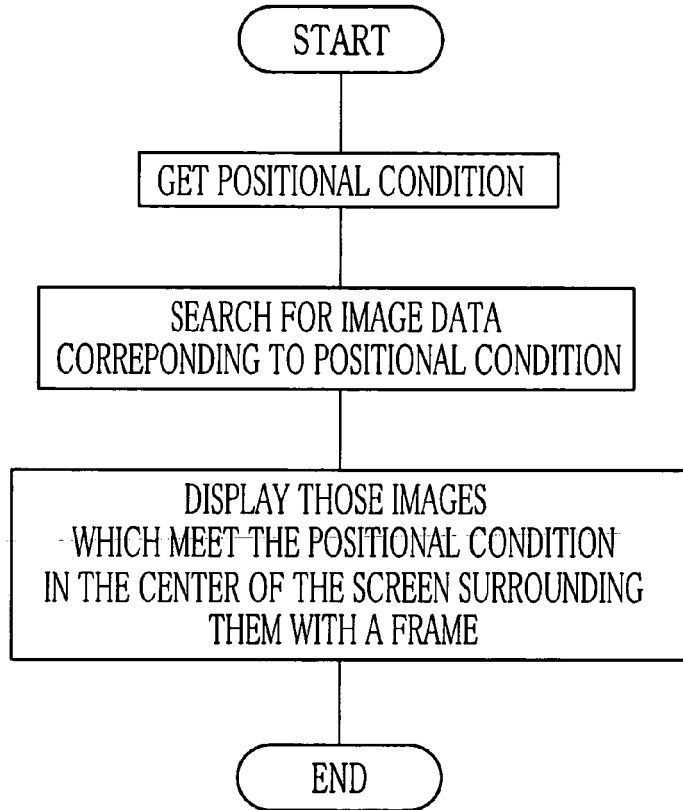 START
GET POSITIONAL CONDITION
SEARCH FOR IMAGE DATA
CORREPONDING TO POSITIONAL CONDITION
DISPLAY THOSE IMAGES
WHICH MEET THE POSITIONAL CONDITION
IN THE CENTER OF THE SCREEN SURROUNDING
THEM WITH A FRAME
END